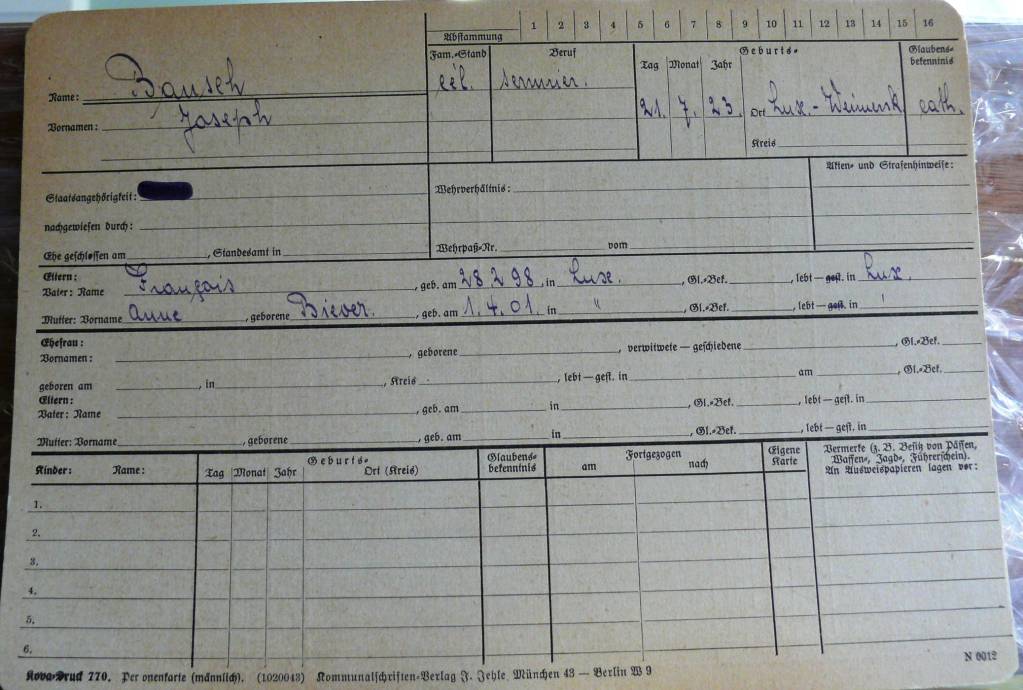 1 2 3 4 5 6 7 8 9 10 11 12 13 14 15 16
Abstammung
Fam.=Stand Beruf Geburts= Glaubens=
bekenntnis
Tag Monat Jahr
cél. serrurier.
Name: Bausch
Vornamen: Joseph
21. 7. 23. Ort Lux.-Weimersk cath.
Kreis
Akten= und Strafenhinweise:
Staatsangehörigkeit: Wehrverhältnis:
nachgewiesen durch:
Ehe geschlossen am , Standesamt in Wehrpaß=Nr. vom
Eltern:
Vater: Name François , geb. am 28 2 98 , in Lux. , Gl.=Bek. , lebt — gest. in Lux.
Mutter: Vorname Anne , geborene Biever. , geb. am 1. 4. 01. in " , Gl.=Bek. , lebt — gest. in "
Ehefrau:
Vornamen: , geborene , verwitwete — geschiedene , Gl.=Bek.
geboren am , in , Kreis , lebt — gest. in am , Gl.=Bek.
Eltern:
Vater: Name , geb. am in , Gl.=Bek. , lebt — gest. in
Mutter: Vorname , geborene , geb. am in , Gl.=Bek. , lebt — gest. in
Kinder: Name: Geburts= Glaubens=
bekenntnis Fortgezogen Eigene
Karte Vermerke (z. B. Besitz von Pässen,
Waffen=, Jagd=, Führerschein).
An Ausweispapieren lagen vor:
Tag Monat Jahr Ort (Kreis) am nach
1.
2.
3.
4.
5.
6.
Kova=Druck 770. Per onenkarte (männlich). (1020043) Kommunalschriften=Verlag J. Jehle, München 43 — Berlin W 9
N 0012